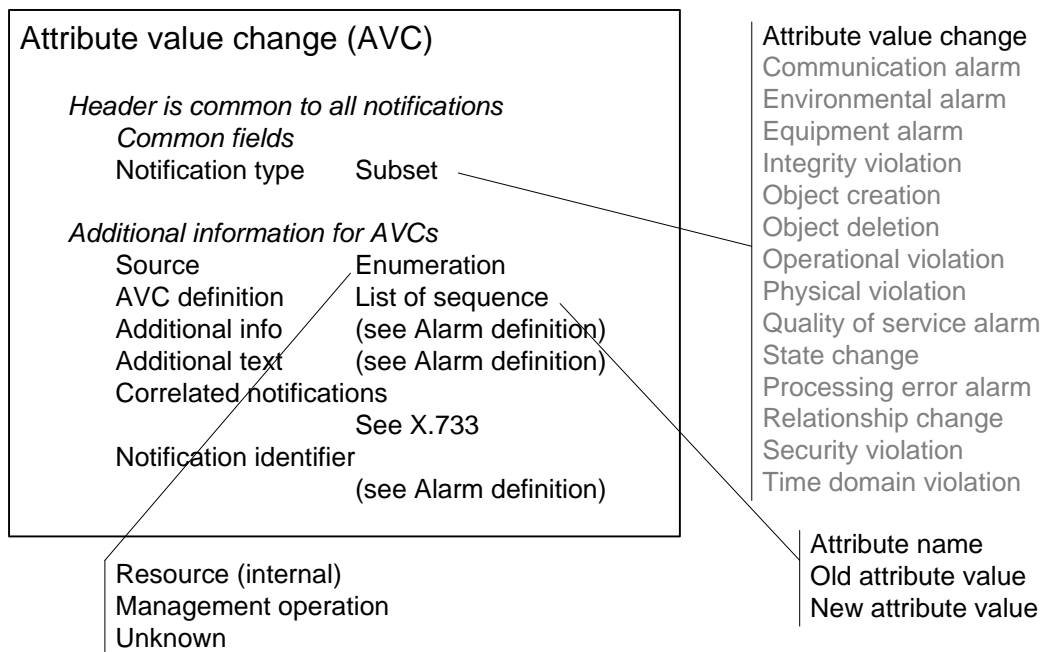 Attribute value change (AVC)
Header is common to all notifications
Common fields
Notification type Subset
Additional information for AVCs
Source Enumeration
AVC definition List of sequence
Additional info (see Alarm definition)
Additional text (see Alarm definition)
Correlated notifications
See X.733
Notification identifier
(see Alarm definition)
Attribute value change
Communication alarm
Environmental alarm
Equipment alarm
Integrity violation
Object creation
Object deletion
Operational violation
Physical violation
Quality of service alarm
State change
Processing error alarm
Relationship change
Security violation
Time domain violation
Resource (internal)
Management operation
Unknown
Attribute name
Old attribute value
New attribute value